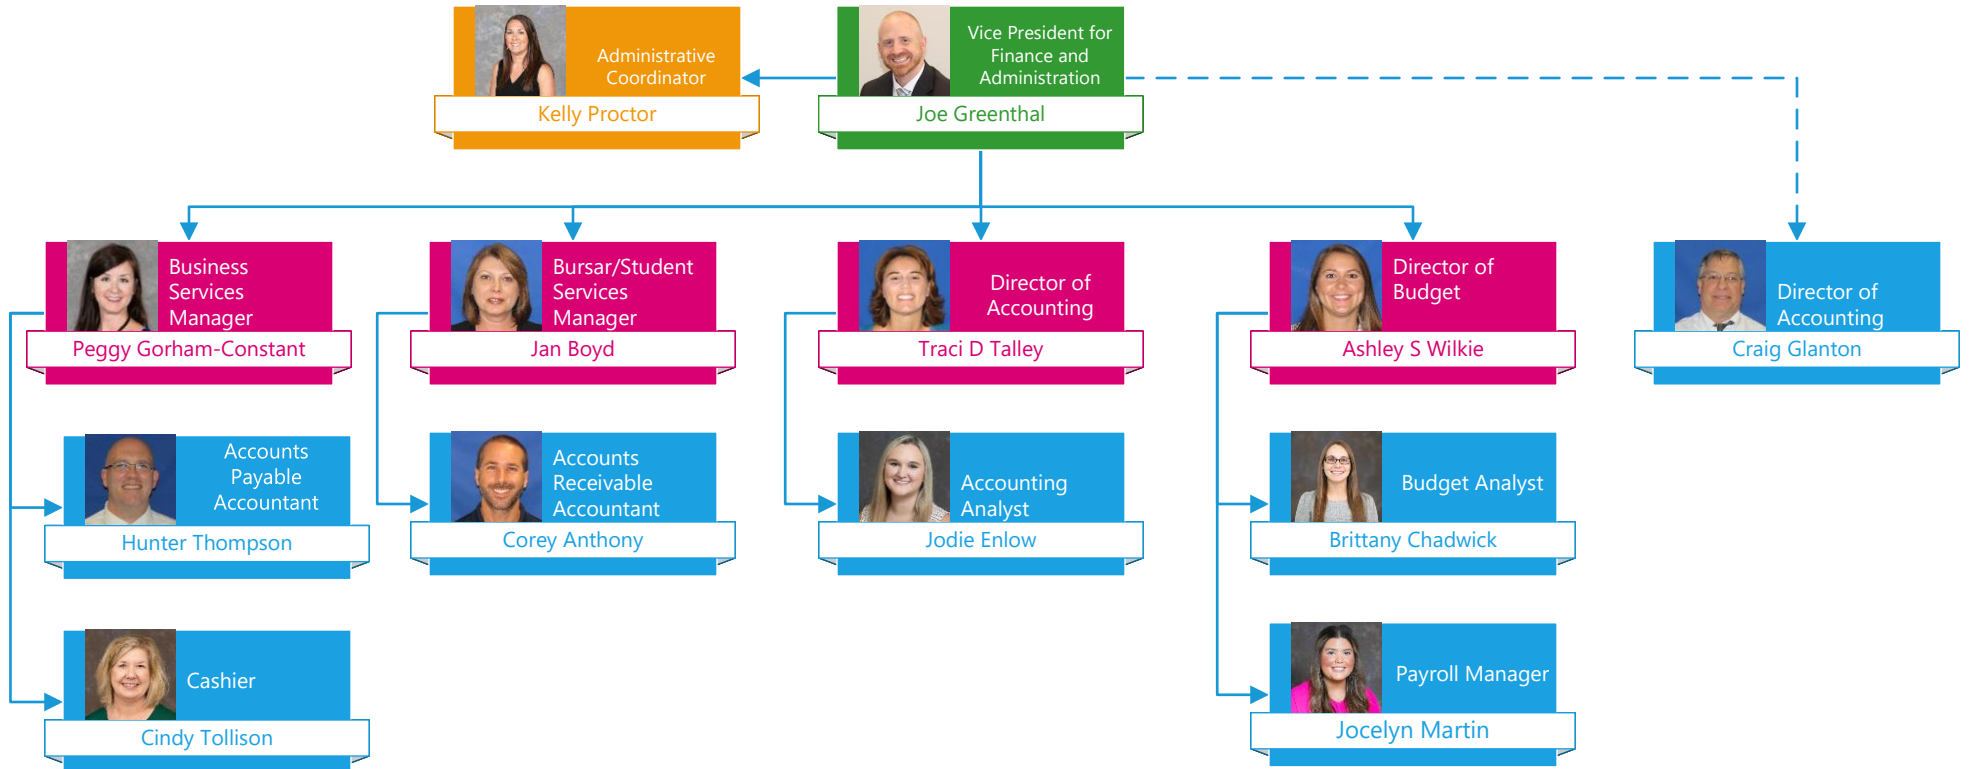 Administrative
Coordinator
Kelly Proctor
Vice President for
Finance and
Administration
Joe Greenthal
Business
Services
Manager
Peggy Gorham-Constant
Bursar/Student
Services
Manager
Jan Boyd
Director of
Accounting
Traci D Talley
Director of
Budget
Ashley S Wilkie
Director of
Accounting
Craig Glanton
Accounts
Payable
Accountant
Hunter Thompson
Accounts
Receivable
Accountant
Corey Anthony
Accounting
Analyst
Jodie Enlow
Budget Analyst
Brittany Chadwick
Cashier
Cindy Tollison
Payroll Manager
Jocelyn Martin